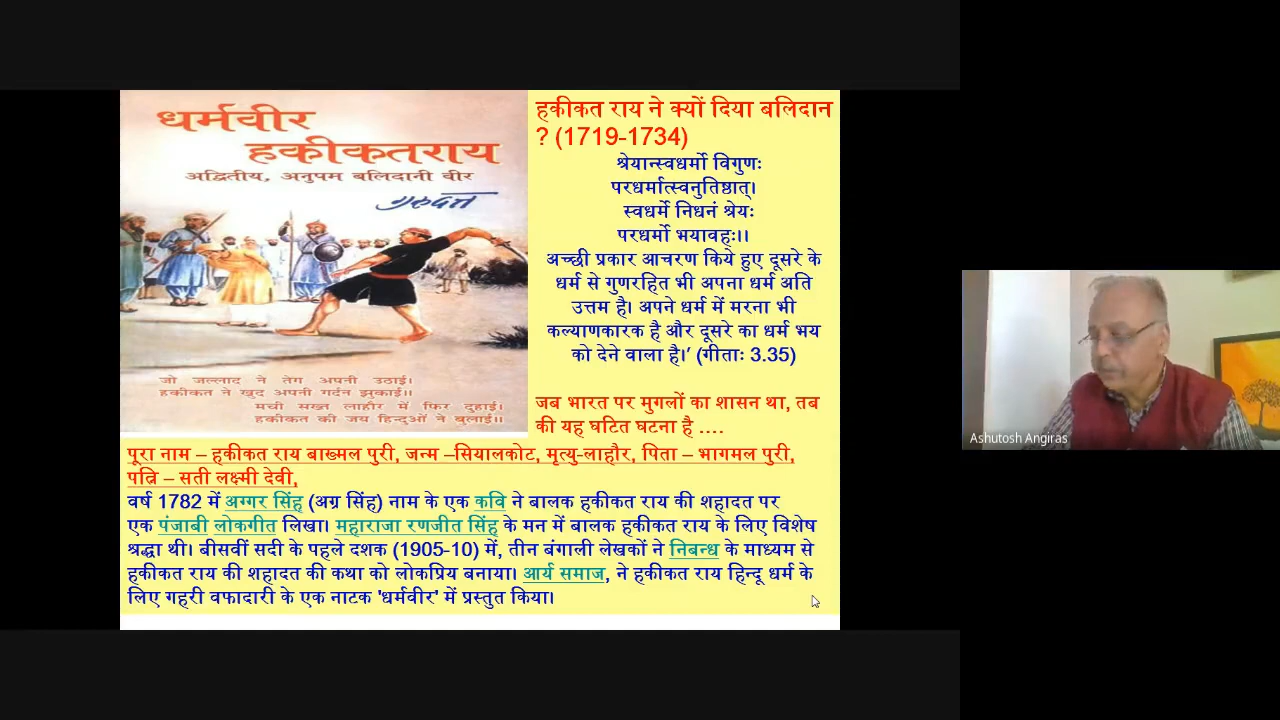 धर्मवीर
हकीकतराय
अद्वितीय, अनुपम बलिदानी वीर
गुरुदत्त
जो जल्लाद ने तेग अपनी उठाई।
हकीकत ने खुद अपनी गर्दन झुकाई॥
मची सख्त लाहौर में फिर दुहाई।
हकीकत की जय हिन्दुओं ने बुलाई॥
हकीकत राय ने क्यों दिया बलिदान
? (1719-1734)
श्रेयान्स्वधर्मो विगुणः
परधर्मात्स्वनुतिष्ठात्।
स्वधर्मे निधनं श्रेयः
परधर्मो भयावहः।।
अच्छी प्रकार आचरण किये हुए दूसरे के
धर्म से गुणरहित भी अपना धर्म अति
उत्तम है। अपने धर्म में मरना भी
कल्याणकारक है और दूसरे का धर्म भय
को देने वाला है।' (गीताः 3.35)
जब भारत पर मुगलों का शासन था, तब
की यह घटित घटना है ....
पूरा नाम – हकीकत राय बाखमल पुरी, जन्म –सियालकोट, मृत्यु-लाहौर, पिता – भागमल पुरी,
पत्नि – सती लक्ष्मी देवी,
वर्ष 1782 में अग्गर सिंह (अग्र सिंह) नाम के एक कवि ने बालक हकीकत राय की शहादत पर
एक पंजाबी लोकगीत लिखा। महाराजा रणजीत सिंह के मन में बालक हकीकत राय के लिए विशेष
श्रद्धा थी। बीसवीं सदी के पहले दशक (1905-10) में, तीन बंगाली लेखकों ने निबन्ध के माध्यम से
हकीकत राय की शहादत की कथा को लोकप्रिय बनाया। आर्य समाज, ने हकीकत राय हिन्दू धर्म के
लिए गहरी वफादारी के एक नाटक 'धर्मवीर' में प्रस्तुत किया।
Ashutosh Angiras